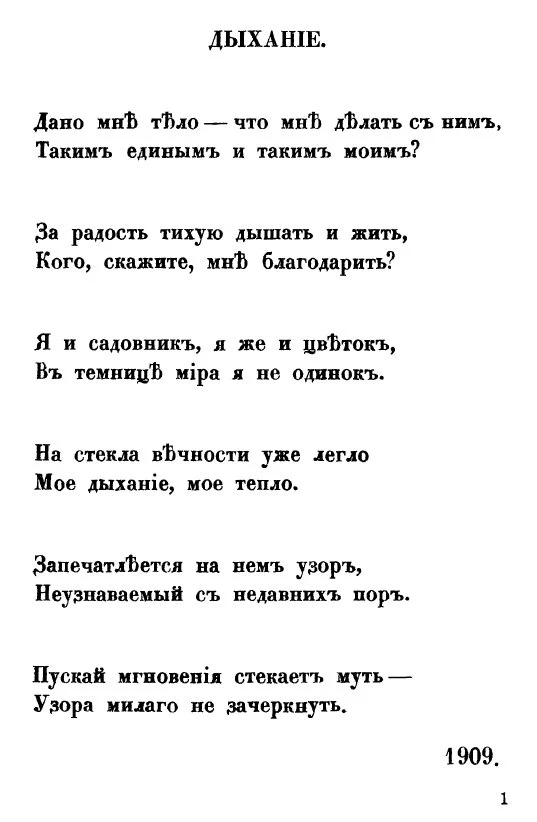 ДЫХАНІЕ.
Дано мнѣ тѣло — что мнѣ дѣлать съ нимъ,
Такимъ единымъ и такимъ моимъ?
За радость тихую дышать и жить,
Кого, скажите, мнѣ благодарить?
Я и садовникъ, я же и цвѣтокъ,
Въ темницѣ міра я не одинокъ.
На стекла вѣчности уже легло
Мое дыханіе, мое тепло.
Запечатлѣется на немъ узоръ,
Неузнаваемый съ недавнихъ поръ.
Пускай мгновенія стекаетъ муть —
Узора милаго не зачеркнуть.
1909.
1